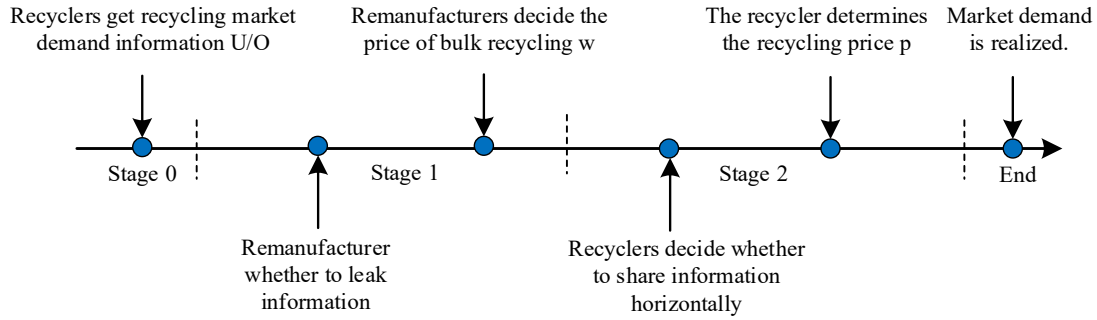 Recyclers get recycling market
demand information U/O
Remanufacturers decide the
price of bulk recycling w
The recycler determines
the recycling price p
Market demand
is realized.
Stage 0
Stage 1
Stage 2
End
Remanufacturer
whether to leak
information
Recyclers decide whether
to share information
horizontally